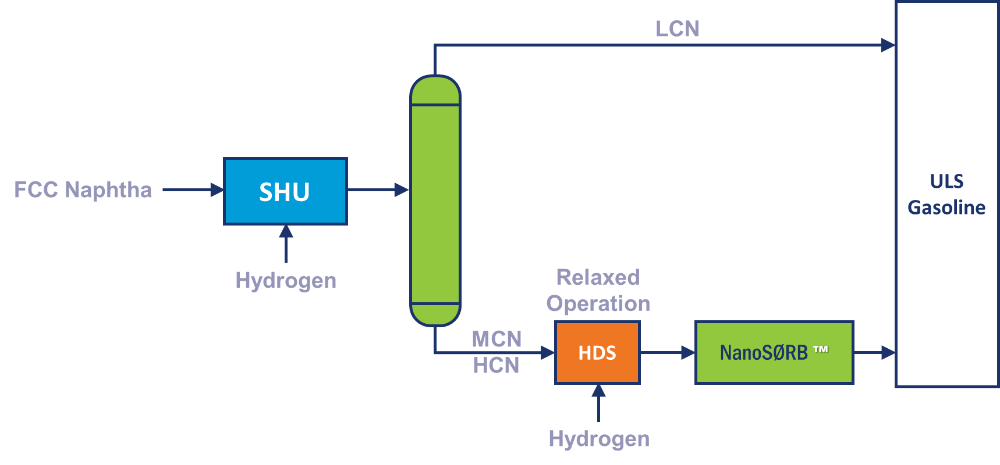 LCN
FCC Naphtha
SHU
ULS
Gasoline
Hydrogen
Relaxed
Operation
MCN
HCN
HDS
NanoSØRB ™
Hydrogen